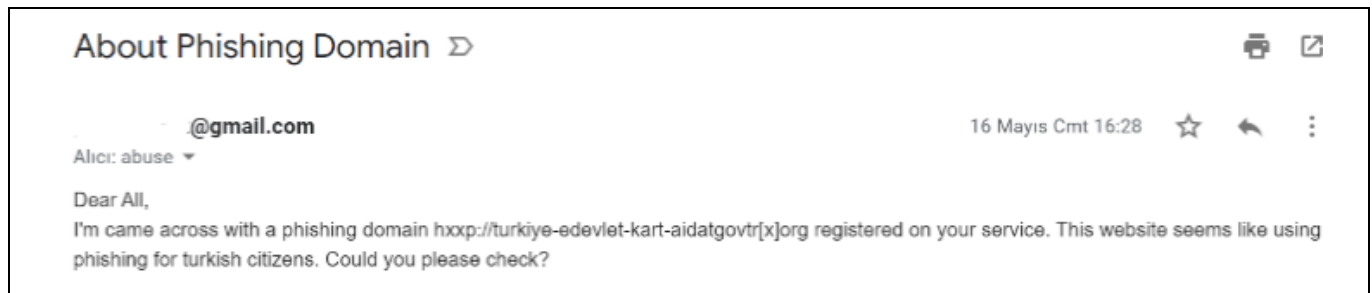 About Phishing Domain
@gmail.com
16 Mayıs Cmt 16:28
Alıcı: abuse
Dear All,
I'm came across with a phishing domain hxxp://turkiye-edevlet-kart-aidatgovtr[x]org registered on your service. This website seems like using
phishing for turkish citizens. Could you please check?